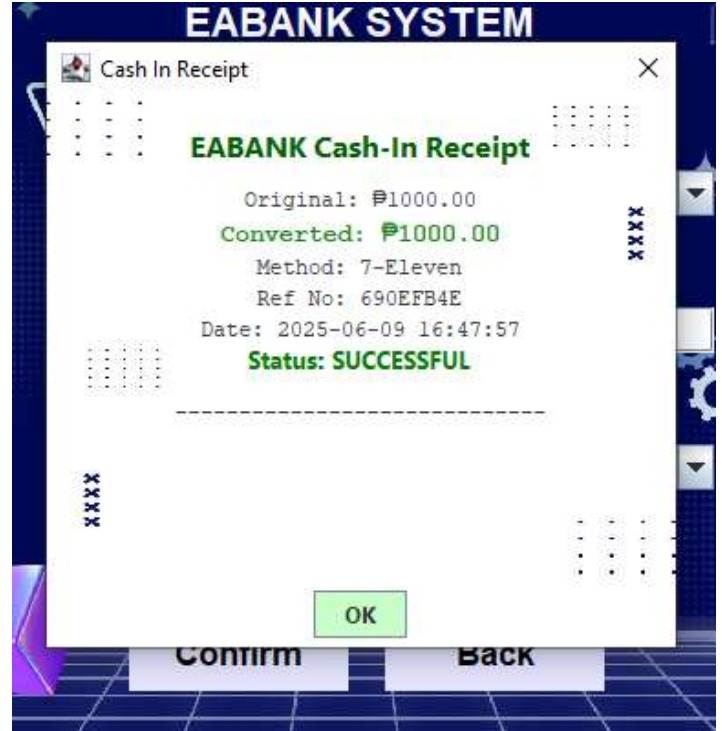 EABANK SYSTEM
Cash In Receipt
EABANK Cash-In Receipt
Original: ₱1000.00
Converted: ₱1000.00
Method: 7-Eleven
Ref No: 690EFB4E
Date: 2025-06-09 16:47:57
Status: SUCCESSFUL
-----------------------------
OK
Confirm Back